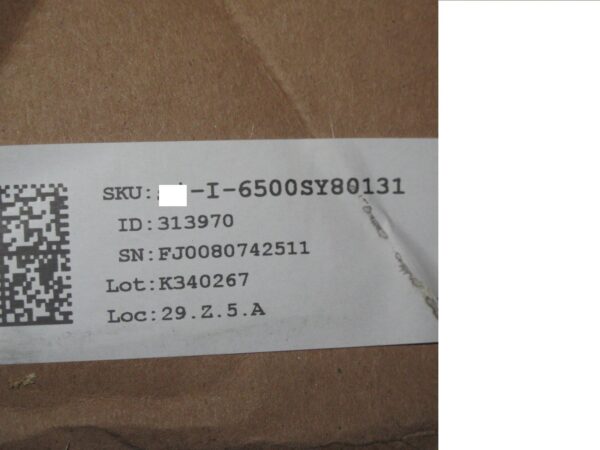 SKU: -I-6500SY80131
ID:313970
SN:FJ0080742511
Lot:K340267
Loc:29.Z.5.A